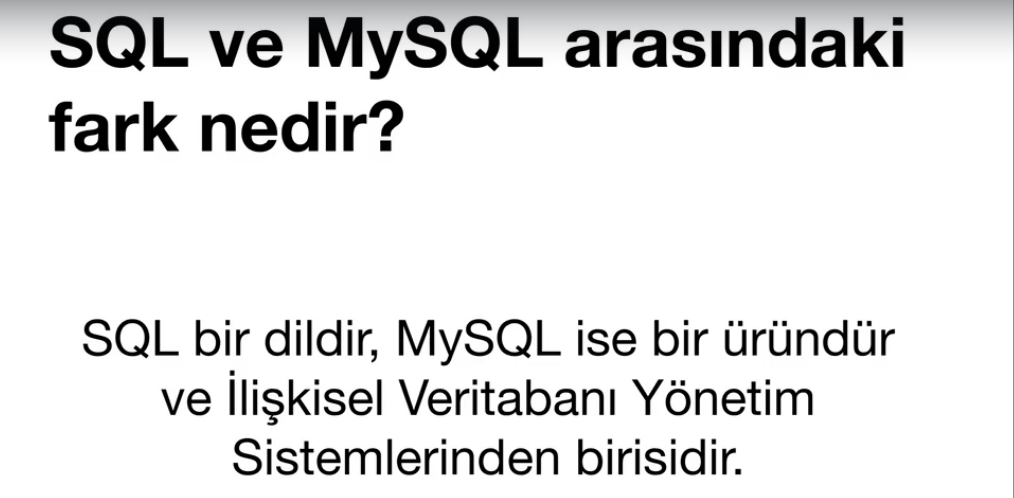 SQL ve MySQL arasındaki
fark nedir?
SQL bir dildir, MySQL ise bir üründür
ve İlişkisel Veritabanı Yönetim
Sistemlerinden birisidir.